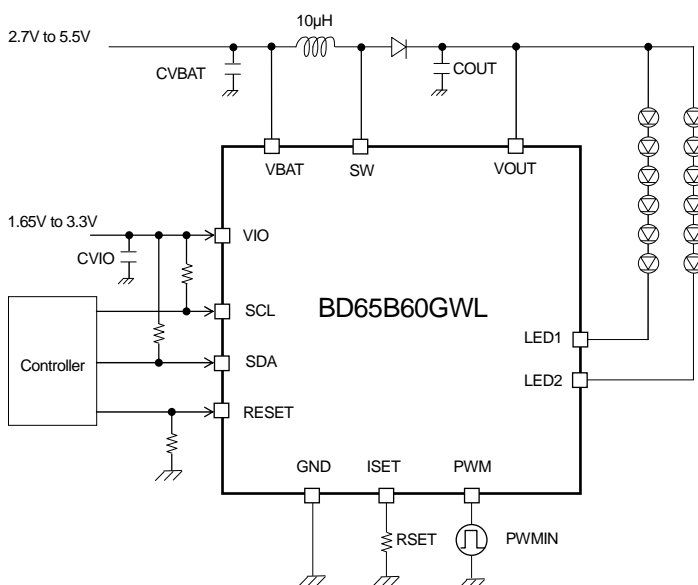 10µH
2.7V to 5.5V
CVBAT
COUT
VBAT
SW
VOUT
1.65V to 3.3V
VIO
CVIO
SCL
BD65B60GWL
LED1
Controller
SDA
LED2
RESET
GND
ISET
PWM
RSET
PWMIN